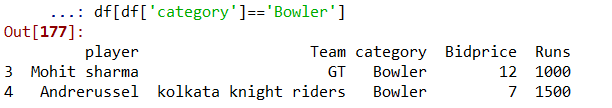 ...: df[df['category']=='Bowler']
Out[177]:
player Team category Bidprice Runs
3 Mohit sharma GT Bowler 12 1000
4 Andrerussel kolkata knight riders Bowler 7 1500